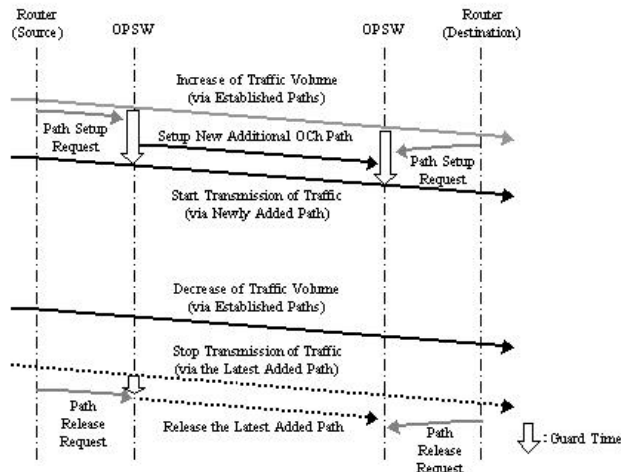 Router
(Source)
OPSW
OPSW
Router
(Destination)
Increase of Traffic Volume
(via Established Paths)
Path Setup
Request
Setup New Additional OCh Path
Path Setup
Request
Start Transmission of Traffic
(via Newly Added Path)
Decrease of Traffic Volume
(via Established Paths)
Stop Transmission of Traffic
(via the Latest Added Path)
Path
Release
Request
Release the Latest Added Path
Path
Release
Request
: Guard Time